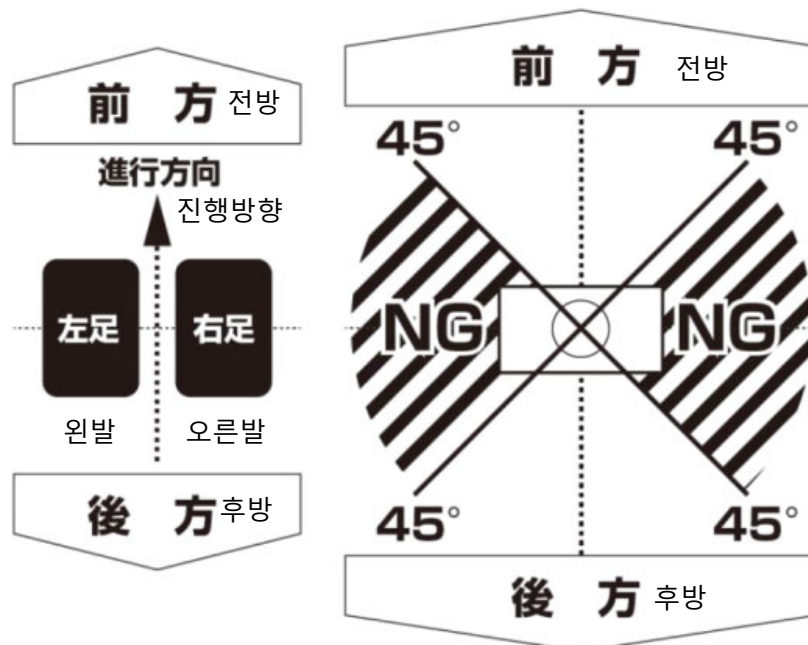 前 方 전방
進行方向
진행방향
左足
右足
왼발
오른발
後 方 후방
前 方 전방
45°
45°
NG
NG
45°
45°
後 方 후방